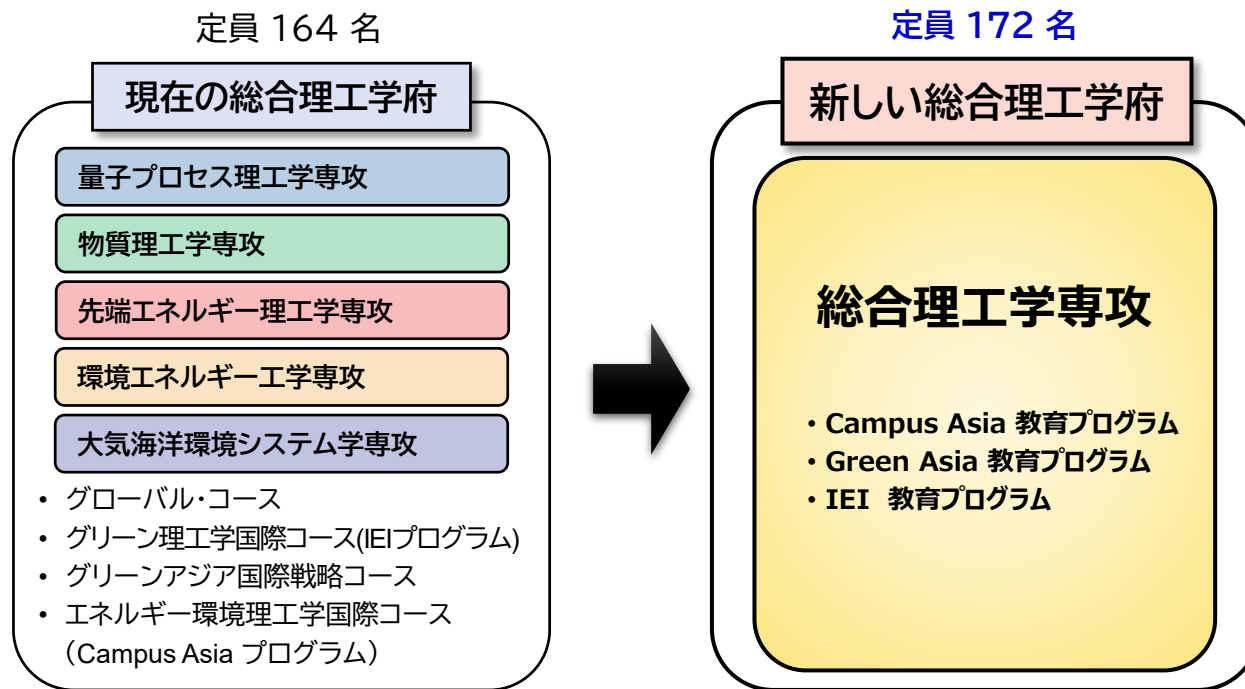 定員 164 名
現在の総合理工学府
量子プロセス理工学専攻
物質理工学専攻
先端エネルギー理工学専攻
環境エネルギー工学専攻
大気海洋環境システム学専攻
• グローバル・コース
• グリーン理工学国際コース(IEIプログラム)
• グリーンアジア国際戦略コース
• エネルギー環境理工学国際コース
（Campus Asia プログラム）
定員 172 名
新しい総合理工学府
総合理工学専攻
・Campus Asia 教育プログラム
・Green Asia 教育プログラム
・IEI 教育プログラム